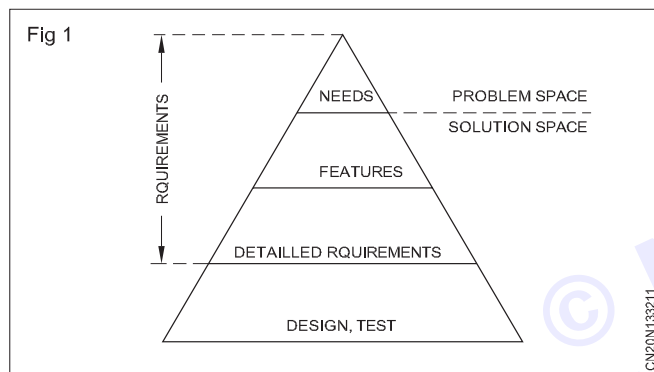 Fig 1
NEEDS
PROBLEM SPACE
SOLUTION SPACE
RQUIREMENTS
FEATURES
DETAILLED RQUIREMENTS
DESIGN, TEST
©
CN20N133211